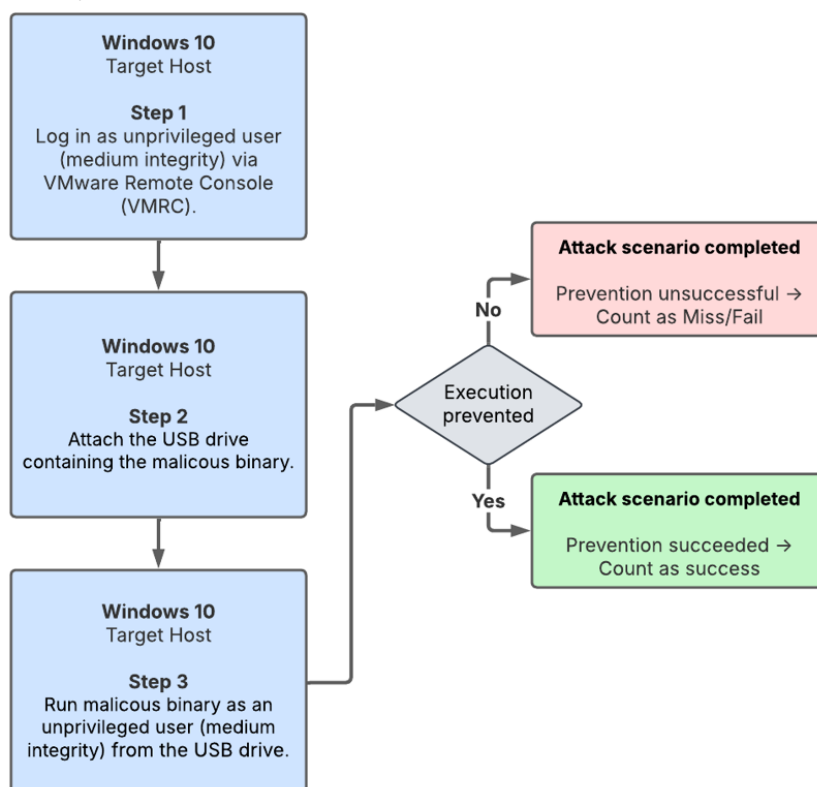 Windows 10
Target Host
Step 1
Log in as unprivileged user
(medium integrity) via
VMware Remote Console
(VMRC).
Windows 10
Target Host
Step 2
Attach the USB drive
containing the malicous binary.
Windows 10
Target Host
Step 3
Run malicous binary as an
unprivileged user (medium
integrity) from the USB drive.
Execution
prevented
No
Attack scenario completed
Prevention unsuccessful →
Count as Miss/Fail
Yes
Attack scenario completed
Prevention succeeded →
Count as success